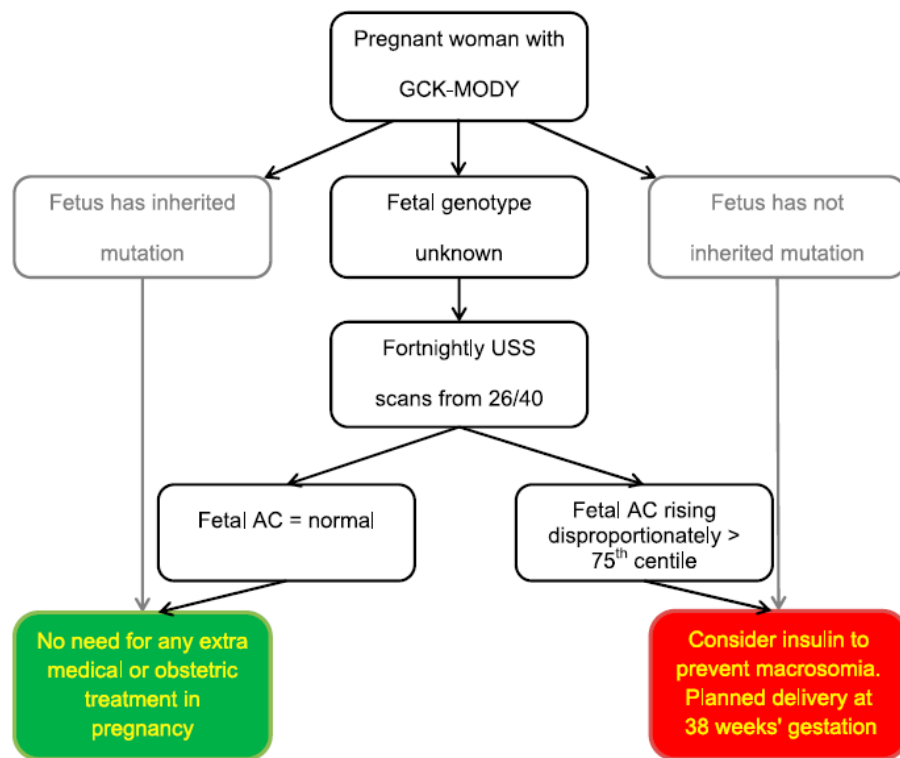 Pregnant woman with
GCK-MODY
Fetus has inherited
mutation
Fetal genotype
unknown
Fetus has not
inherited mutation
Fortnightly USS
scans from 26/40
Fetal AC = normal
Fetal AC rising
disproportionately >
75th centile
No need for any extra
medical or obstetric
treatment in
pregnancy
Consider insulin to
prevent macrosomia.
Planned delivery at
38 weeks' gestation